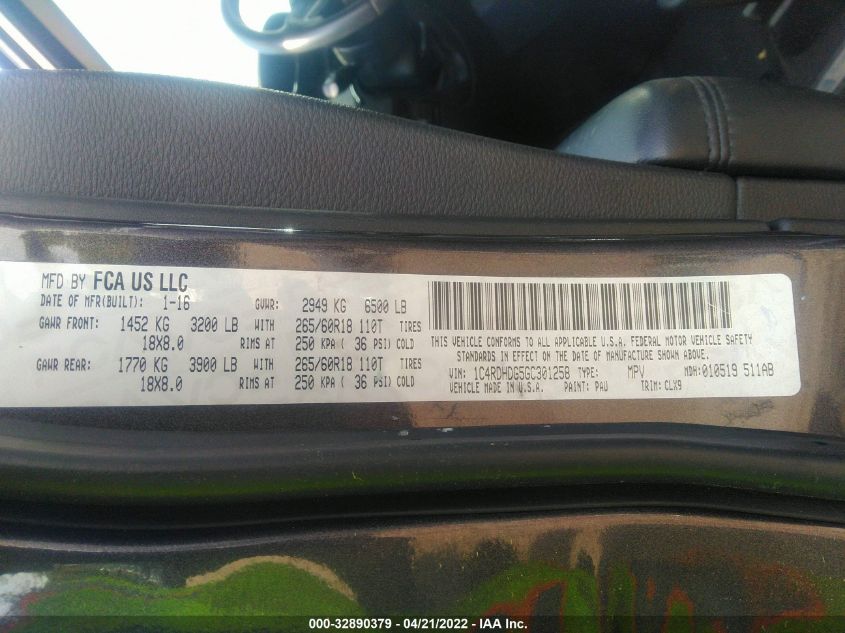 MFD BY FCA US LLC
DATE OF MFR(BUILT): 1-16 GVWR: 2949 KG 6500 LB
GAWR FRONT: 1452 KG 3200 LB WITH 265/60R18 110T TIRES
18X8.0 RIMS AT 250 KPA ( 36 PSI) COLD
GAWR REAR: 1770 KG 3900 LB WITH 265/60R18 110T TIRES
18X8.0 RIMS AT 250 KPA ( 36 PSI) COLD
THIS VEHICLE CONFORMS TO ALL APPLICABLE U.S.A. FEDERAL MOTOR VEHICLE SAFETY
STANDARDS IN EFFECT ON THE DATE OF MANUFACTURE SHOWN ABOVE.
VIN: 1C4RDHDG5GC301258 TYPE: MPV MDH: 010519 511AB
VEHICLE MADE IN U.S.A. PAINT: PAU TRIM: CLX9
000-32890379 - 04/21/2022 - IAA Inc.